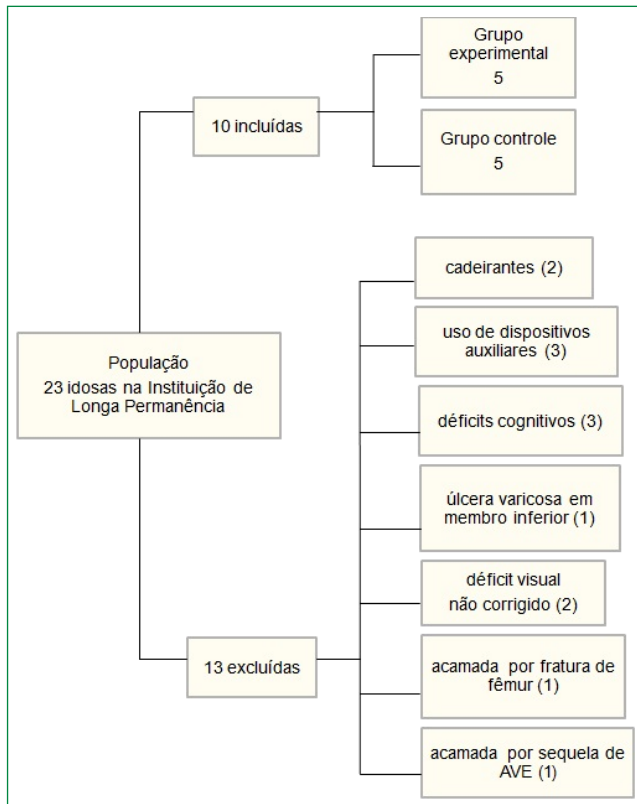 Grupo
experimental
5
10 incluídas
Grupo controle
5
cadeirantes (2)
uso de dispositivos
auxiliares (3)
População
23 idosas na Instituição de
Longa Permanência
déficits cognitivos (3)
úlcera varicosa em
membro inferior (1)
déficit visual
não corrigido (2)
13 excluídas
acamada por fratura de
fêmur (1)
acamada por sequela de
AVE (1)